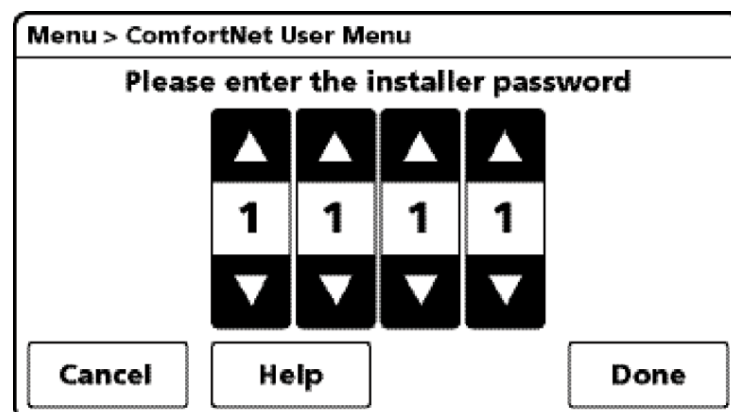 Menu > ComfortNet User Menu
Please enter the installer password
1 1 1 1
Cancel Help Done